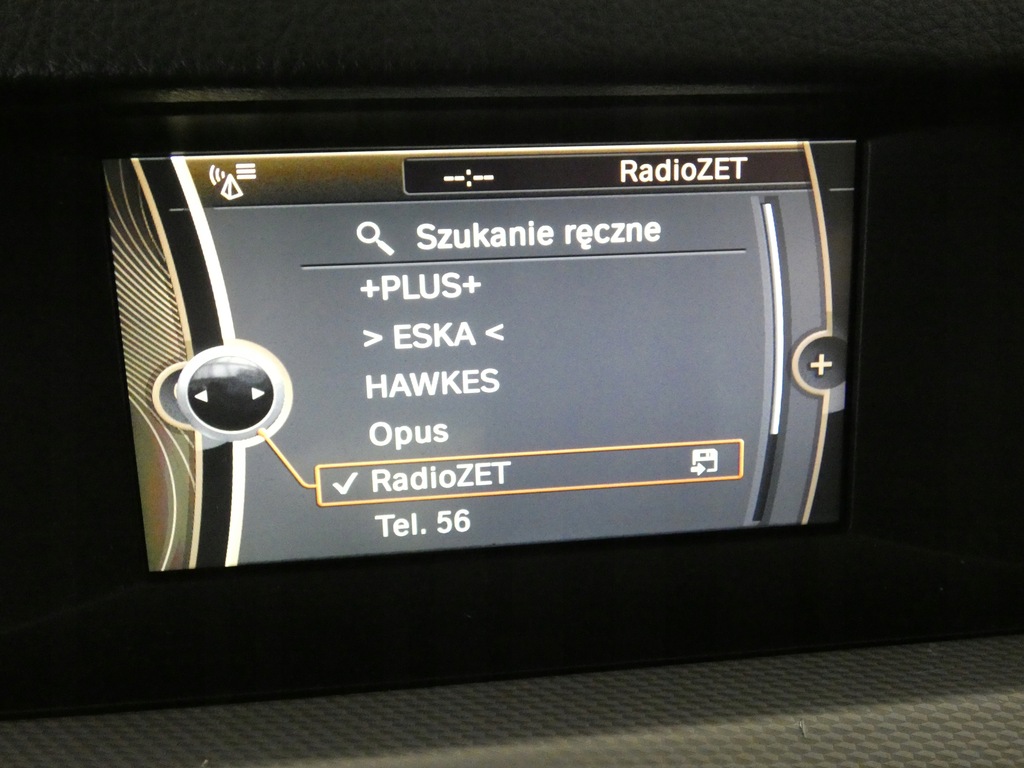 --:-- RadioZET
Szukanie ręczne
+PLUS+
> ESKA <
HAWKES
Opus
RadioZET
Tel. 56